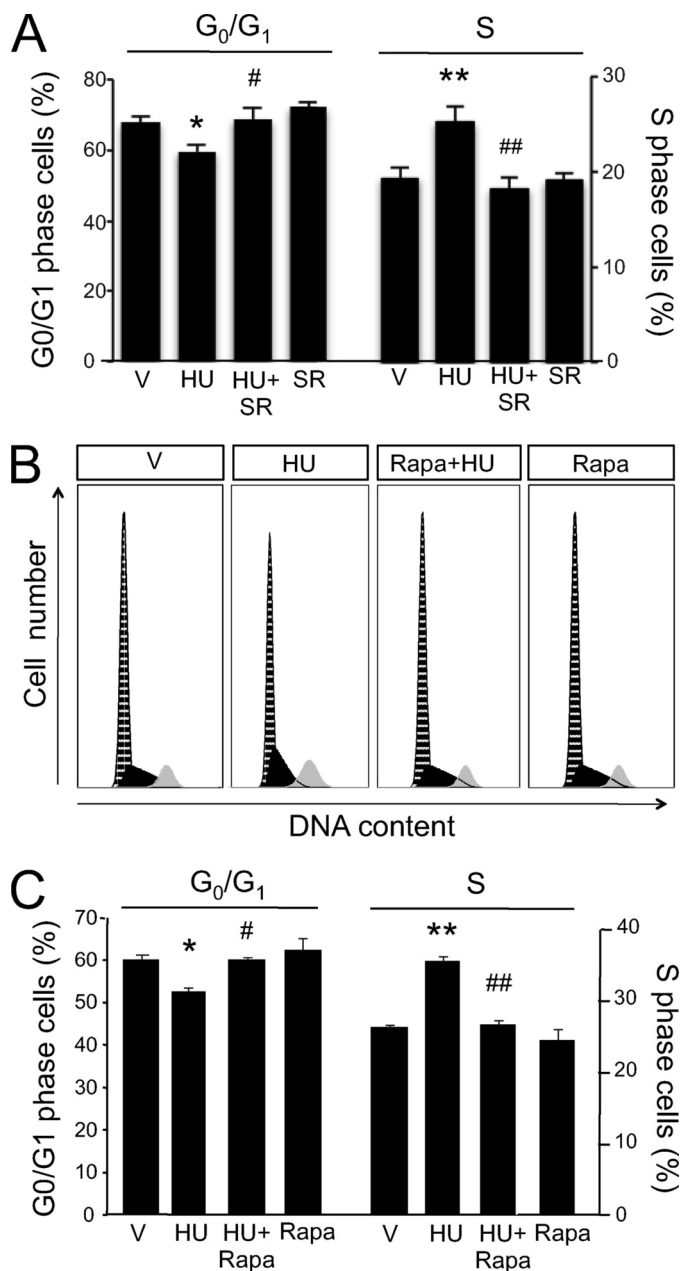 A
G₀/G₁
S
G0/G1 phase cells (%)
80
60
40
20
0
*
#
**
##
30
20
10
0
S phase cells (%)
V HU HU+ SR V HU HU+ SR
SR SR
B
V HU Rapa+HU Rapa
Cell number
DNA content
C
G₀/G₁
S
G0/G1 phase cells (%)
70
60
50
40
30
20
10
0
*
#
**
##
40
30
20
10
0
S phase cells (%)
V HU HU+ Rapa V HU HU+ Rapa
Rapa Rapa